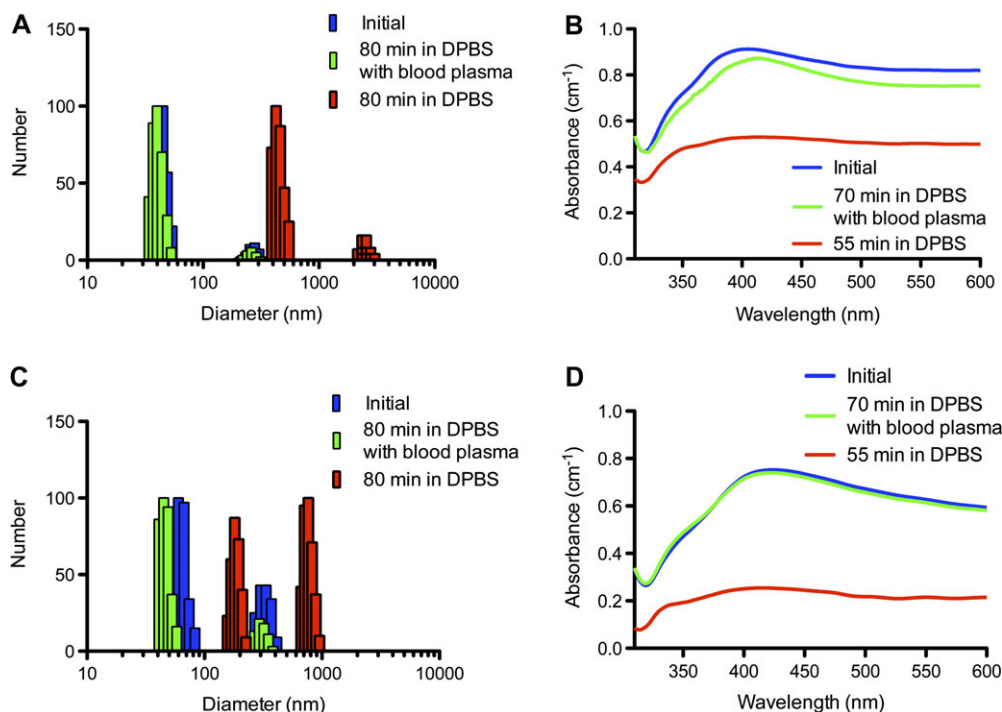 A
Initial
80 min in DPBS
with blood plasma
80 min in DPBS
Number
150
100
50
0
10
100
1000
10000
Diameter (nm)
B
Absorbance (cm⁻¹)
1.0
0.8
0.6
0.4
0.2
0.0
Initial
70 min in DPBS
with blood plasma
55 min in DPBS
350
400
450
500
550
600
Wavelength (nm)
C
Initial
80 min in DPBS
with blood plasma
80 min in DPBS
Number
150
100
50
0
10
100
1000
10000
Diameter (nm)
D
Initial
70 min in DPBS
with blood plasma
55 min in DPBS
Absorbance (cm⁻¹)
1.0
0.8
0.6
0.4
0.2
0.0
350
400
450
500
550
600
Wavelength (nm)